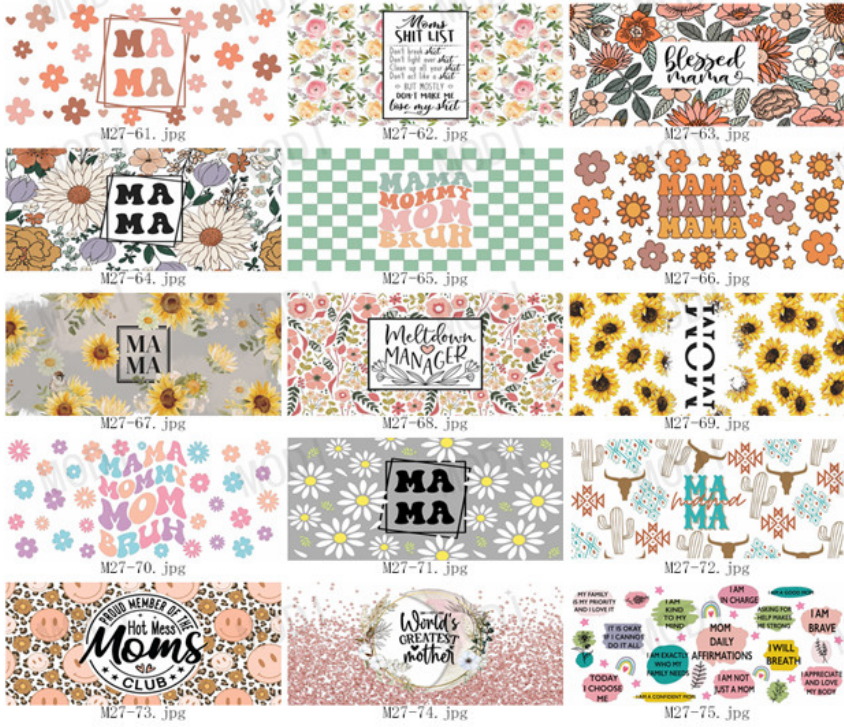 MA
MA
M27-61.jpg
Moms
SHIT LIST
Don't break shit
Don't fight over shit
Clean up all your shit
Don't act like a shit
BUT MOSTLY
DON'T MAKE ME
lose my shit
M27-62.jpg
blessed
mama
M27-63.jpg
MA
MA
M27-64.jpg
MAMA
MOMMY
MOM
BRUH
M27-65.jpg
MAMA
MAMA
MAMA
M27-66.jpg
MA
MA
M27-67.jpg
Meltdown
MANAGER
M27-68.jpg
MOM
M27-69.jpg
MAMA
MOMMY
MOM
BRUH
M27-70.jpg
MA
MA
M27-71.jpg
MA
MA
M27-72.jpg
PROUD MEMBER OF THE
Hot Mess
Moms
CLUB
M27-73.jpg
World's
GREATEST
mother
M27-74.jpg
MY FAMILY
IS MY PRIORITY
AND I LOVE IT
I AM
KIND
TO MY
MIND
I AM
IN CHARGE
I AM A GOOD MOM
ASKING FOR
HELP MAKES
ME STRONG
I AM
BRAVE
IT IS OKAY
IF I CANNOT
DO IT ALL
MOM
DAILY
AFFIRMATIONS
I AM EXACTLY
WHO MY
FAMILY NEEDS
I WILL
BREATH
TODAY
I CHOOSE
ME
I AM NOT
JUST A MOM
I APPRECIATE
AND LOVE
MY BODY
I AM A CONFIDENT MOM
M27-75.jpg